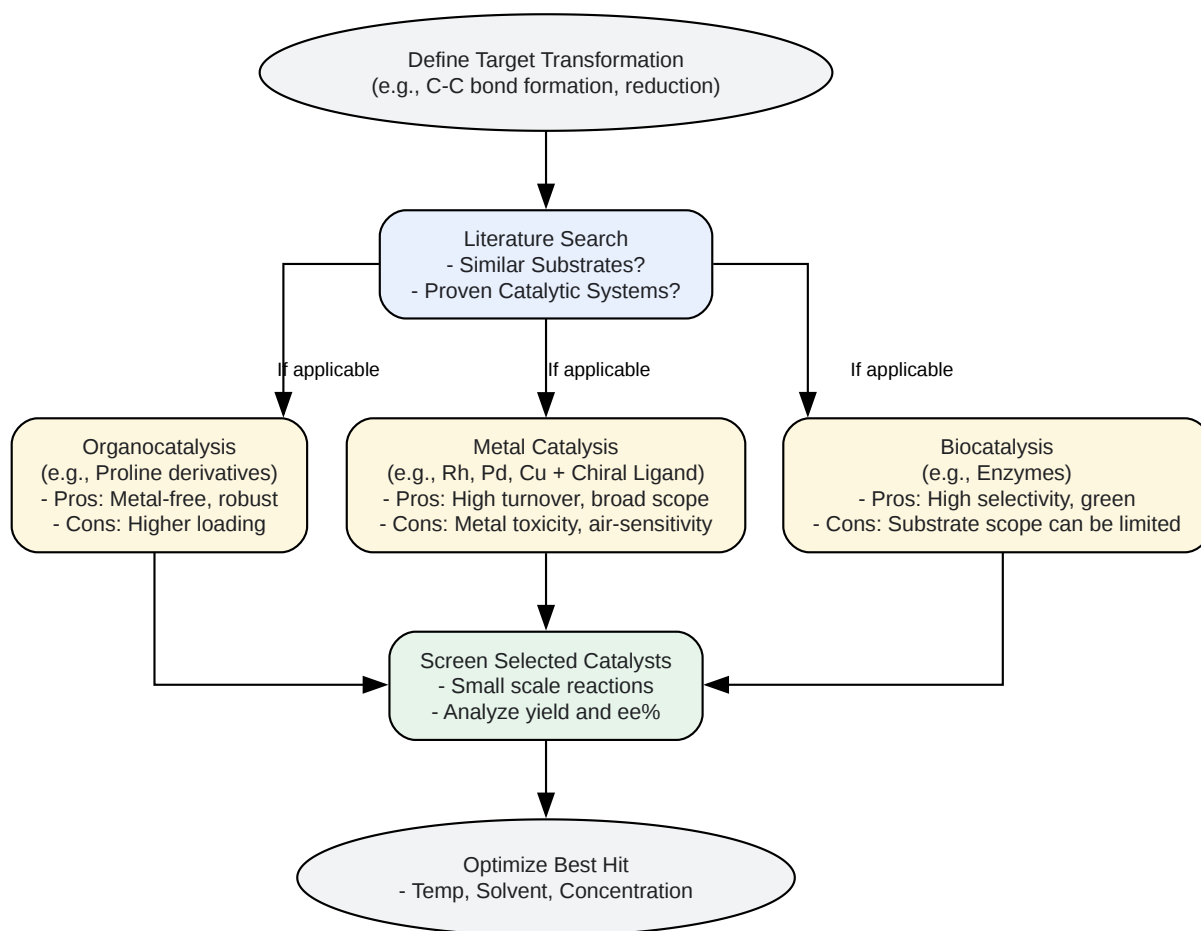 Define Target Transformation
(e.g., C-C bond formation, reduction)
Literature Search
- Similar Substrates?
- Proven Catalytic Systems?
If applicable
If applicable
If applicable
Organocatalysis
(e.g., Proline derivatives)
- Pros: Metal-free, robust
- Cons: Higher loading
Metal Catalysis
(e.g., Rh, Pd, Cu + Chiral Ligand)
- Pros: High turnover, broad scope
- Cons: Metal toxicity, air-sensitivity
Biocatalysis
(e.g., Enzymes)
- Pros: High selectivity, green
- Cons: Substrate scope can be limited
Screen Selected Catalysts
- Small scale reactions
- Analyze yield and ee%
Optimize Best Hit
- Temp, Solvent, Concentration